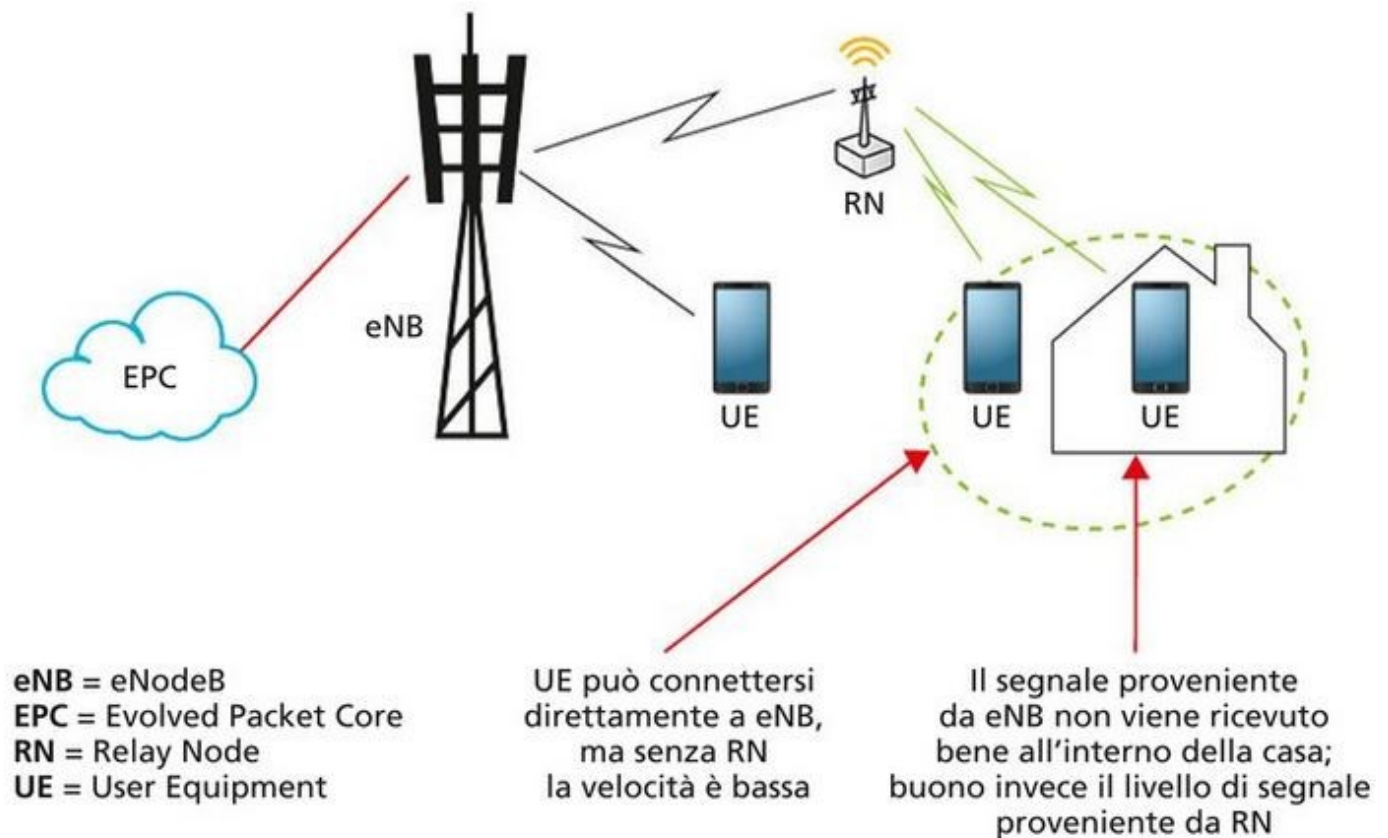 RN
eNB
EPC
UE
UE
UE
eNB = eNodeB
EPC = Evolved Packet Core
RN = Relay Node
UE = User Equipment
UE può connettersi
direttamente a eNB,
ma senza RN
la velocità è bassa
Il segnale proveniente
da eNB non viene ricevuto
bene all'interno della casa;
buono invece il livello di segnale
proveniente da RN